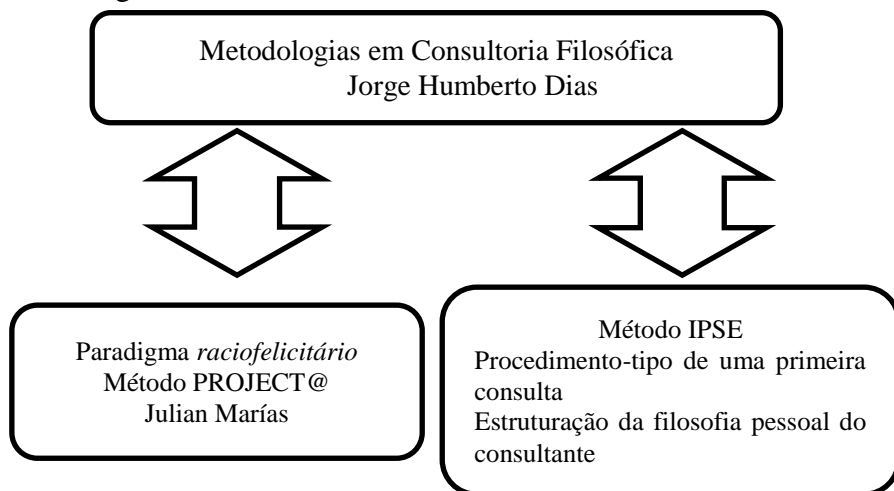 Metodologias em Consultoria Filosófica
Jorge Humberto Dias
Paradigma raciofelicitário
Método PROJECT@
Julian Marías
Método IPSE
Procedimento-tipo de uma primeira
consulta
Estruturação da filosofia pessoal do
consultante